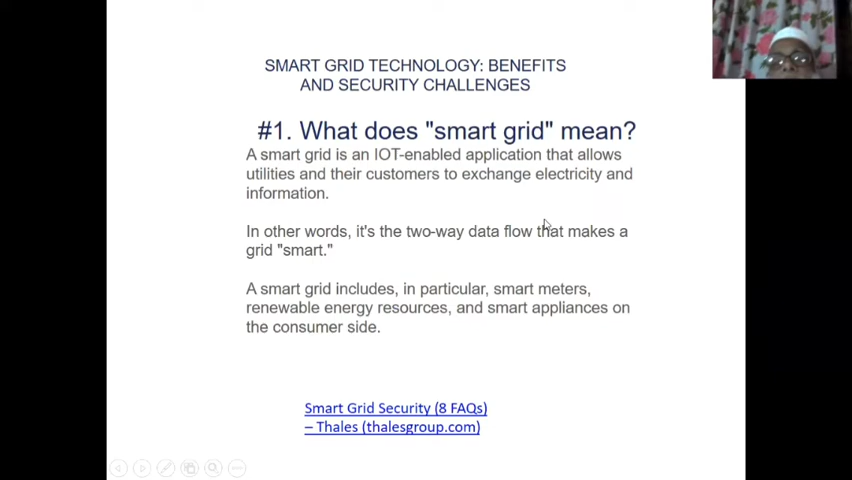 SMART GRID TECHNOLOGY: BENEFITS
AND SECURITY CHALLENGES
#1. What does "smart grid" mean?
A smart grid is an IOT-enabled application that allows
utilities and their customers to exchange electricity and
information.
In other words, it's the two-way data flow that makes a
grid "smart."
A smart grid includes, in particular, smart meters,
renewable energy resources, and smart appliances on
the consumer side.
Smart Grid Security (8 FAQs)
– Thales (thalesgroup.com)